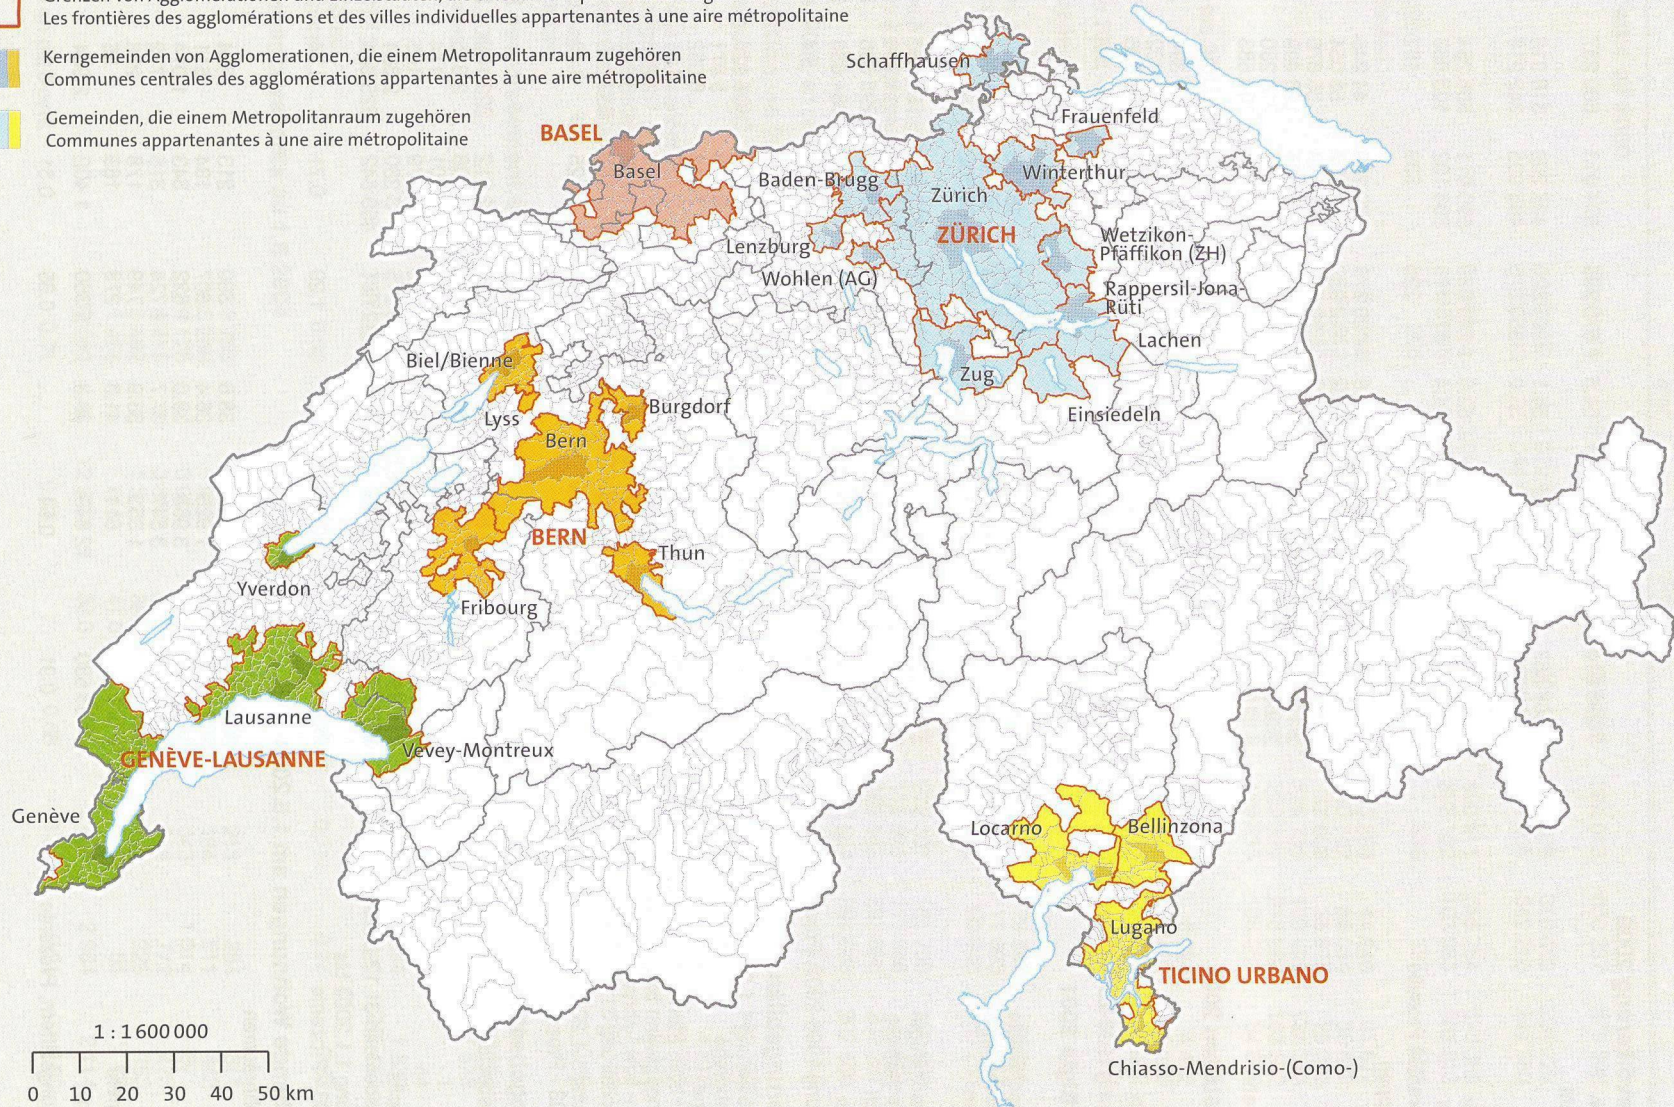 Les frontières des agglomérations et des villes individuelles appartenantes à une aire métropolitaine
Kerngemeinden von Agglomerationen, die einem Metropolitanraum zugehören
Communes centrales des agglomérations appartenantes à une aire métropolitaine
Gemeinden, die einem Metropolitanraum zugehören
Communes appartenantes à une aire métropolitaine
Schaffhausen
Frauenfeld
BASEL
Basel
Baden-Brugg
Winterthur
Zürich
ZÜRICH
Lenzburg
Wetzikon-
Pfäffikon (ZH)
Wohlen (AG)
Rappersil-Jona-
Rüti
Lachen
Zug
Einsiedeln
Biel/Bienne
Lyss
Burgdorf
Bern
BERN
Thun
Yverdon
Fribourg
Lausanne
GENÈVE-LAUSANNE
Vevey-Montreux
Genève
Locarno
Bellinzona
Lugano
TICINO URBANO
Chiasso-Mendrisio-(Como-)
1 : 1 600 000
0 10 20 30 40 50 km